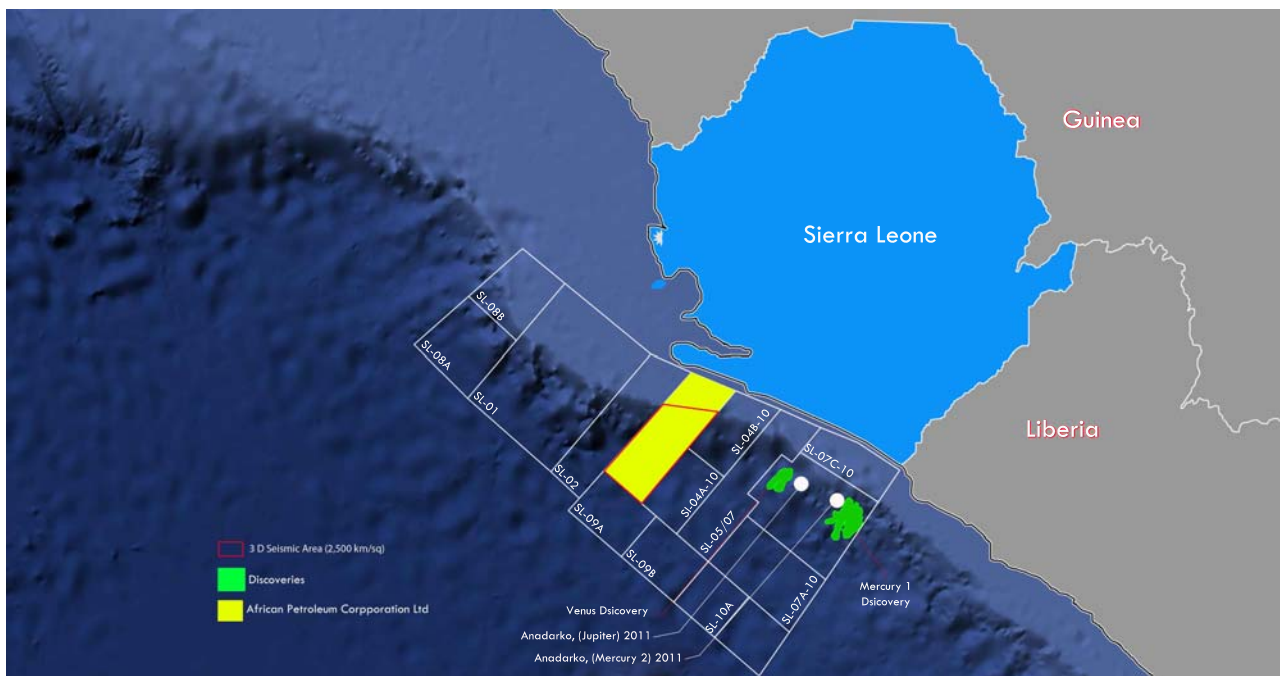 Guinea
Sierra Leone
Liberia
SL-08B
SL-08A
SL-01
SL-02
SL-09A
SL-09B
SL-04A-10
SL-04B-10
SL-05/07
SL-07C-10
SL-07A-10
SL-10A
3 D Seismic Area (2,500 km/sq)
Discoveries
African Petroleum Corpporation Ltd
Venus Dsicovery
Anadarko, (Jupiter) 2011
Anadarko, (Mercury 2) 2011
Mercury 1
Dsicovery